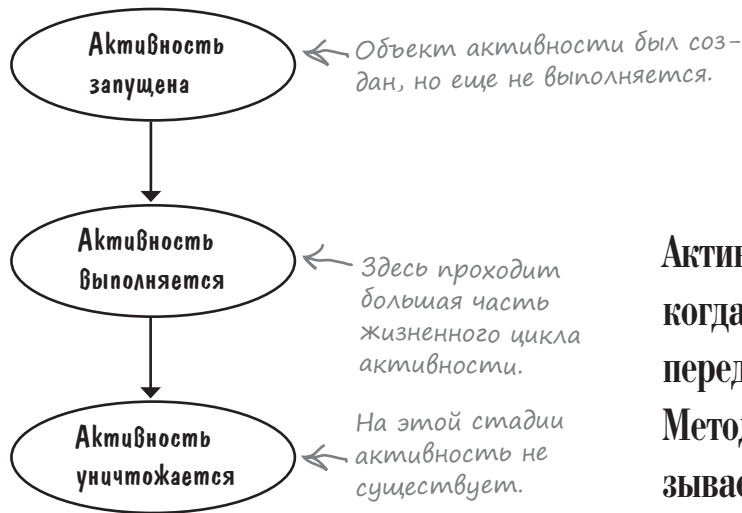 Активность
запущена
Объект активности был соз-
дан, но еще не выполняется.
Активность
выполняется
Здесь проходит
большая часть
жизненного цикла
активности.
Активность
уничтожается
На этой стадии
активность не
существует.
Актив
когда
перед
Метод
зывае